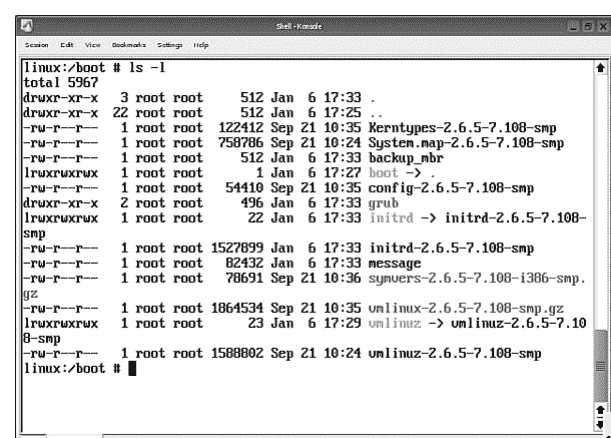 Shell - Konsole
Session Edit View Bookmarks Settings Help
linux:/boot # ls -l
total 5967
drwxr-xr-x 3 root root 512 Jan 6 17:33 .
drwxr-xr-x 22 root root 512 Jan 6 17:25 ..
-rw-r--r-- 1 root root 122412 Sep 21 10:35 Kerntypes-2.6.5-7.108-smp
-rw-r--r-- 1 root root 758786 Sep 21 10:24 System.map-2.6.5-7.108-smp
-rw-r--r-- 1 root root 512 Jan 6 17:33 backup_mbr
lrwxrwxrwx 1 root root 1 Jan 6 17:27 boot -> .
-rw-r--r-- 1 root root 54410 Sep 21 10:35 config-2.6.5-7.108-smp
drwxr-xr-x 2 root root 496 Jan 6 17:33 grub
lrwxrwxrwx 1 root root 22 Jan 6 17:33 initrd -> initrd-2.6.5-7.108-
smp
-rw-r--r-- 1 root root 1527899 Jan 6 17:33 initrd-2.6.5-7.108-smp
-rw-r--r-- 1 root root 82432 Jan 6 17:33 message
-rw-r--r-- 1 root root 78691 Sep 21 10:36 symvers-2.6.5-7.108-i386-smp.
gz
-rw-r--r-- 1 root root 1864534 Sep 21 10:35 vmlinux-2.6.5-7.108-smp.gz
lrwxrwxrwx 1 root root 23 Jan 6 17:29 vmlinuz -> vmlinuz-2.6.5-7.10
8-smp
-rw-r--r-- 1 root root 1588802 Sep 21 10:24 vmlinuz-2.6.5-7.108-smp
linux:/boot #